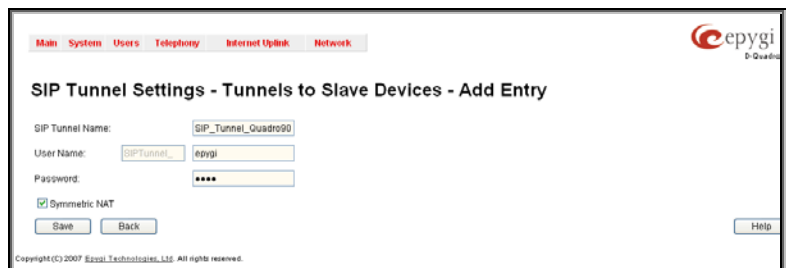 Main System Users Telephony Internet Uplink Network
epygi
D-Quadro
SIP Tunnel Settings - Tunnels to Slave Devices - Add Entry
SIP Tunnel Name: SIP_Tunnel_Quadro90
User Name: SIPTunnel_ epygi
Password: ••••
Symmetric NAT
Save Back Help
Copyright (C) 2007 Epygi Technologies, Ltd. All rights reserved.